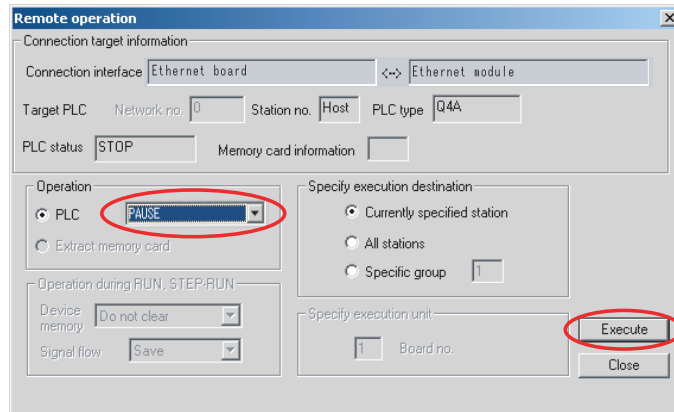 Remote operation
Connection target information
Connection interface Ethernet board <--> Ethernet module
Target PLC Network no. 0 Station no. Host PLC type Q4A
PLC status STOP Memory card information
Operation
PLC PAUSE
Extract memory card
Specify execution destination
Currently specified station
All stations
Specific group 1
Operation during RUN, STEP-RUN
Device memory Do not clear
Signal flow Save
Specify execution unit
1 Board no.
Execute
Close